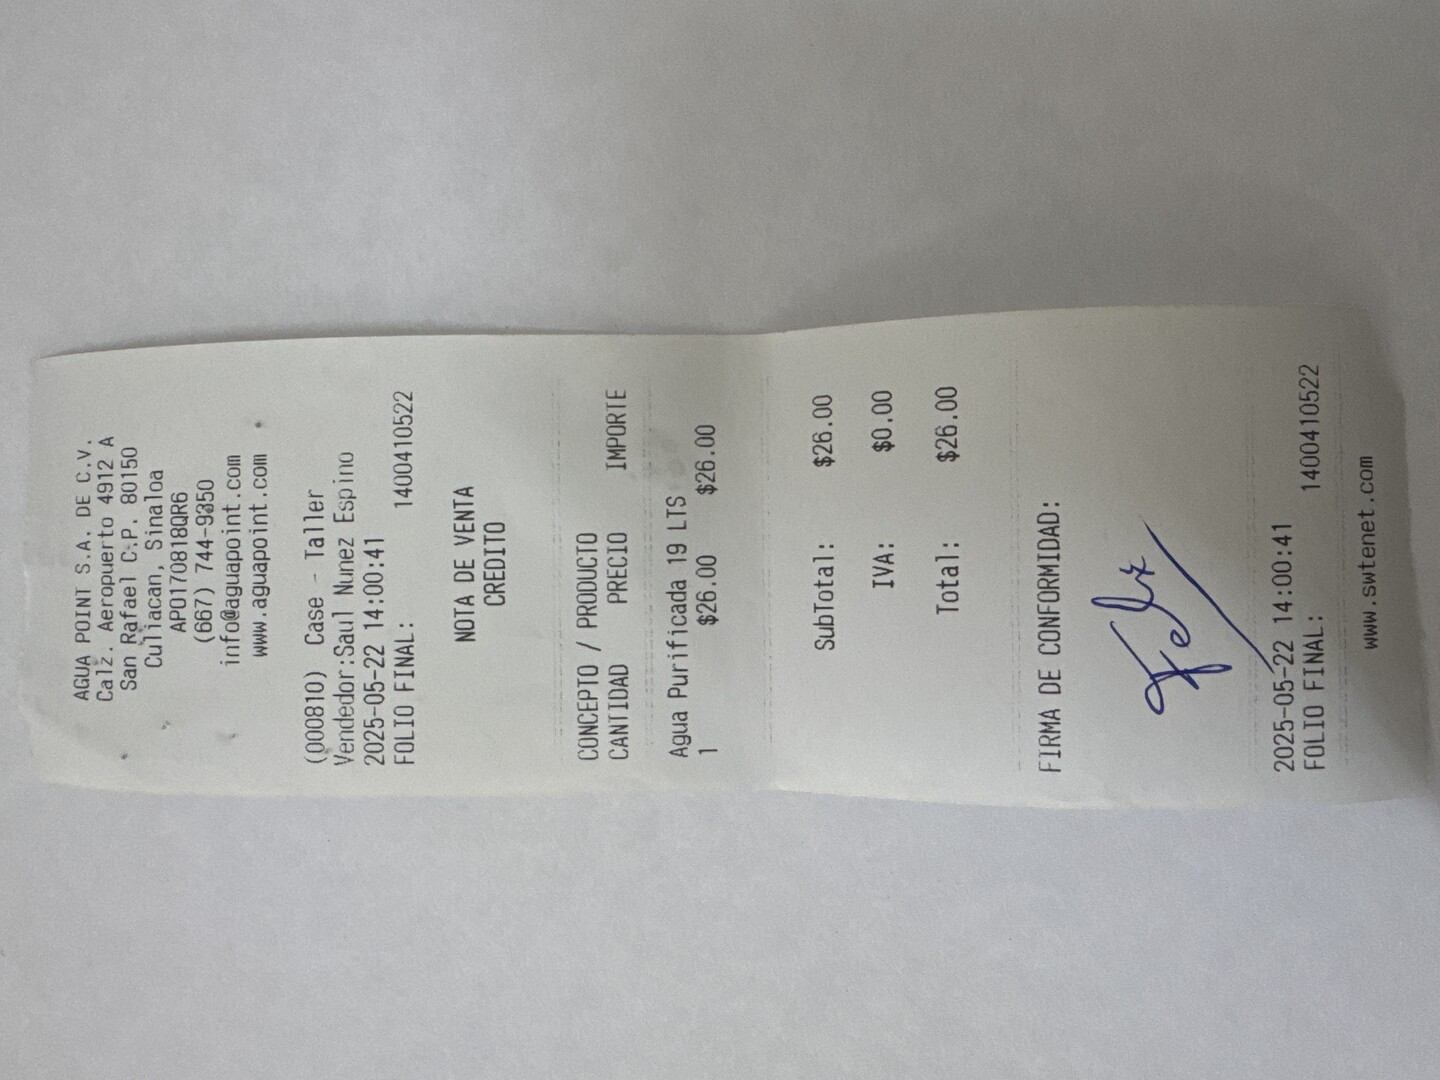 AGUA POINT S.A. DE C.V.
Calz. Aeropuerto 4912 A
San Rafael C.P. 80150
Culiacan, Sinaloa
APO170818QR6
(667) 744-9350
info@aguapoint.com
www.aguapoint.com
(000810) Case - Taller
Vendedor:Saul Nunez Espino
2025-05-22 14:00:41
FOLIO FINAL: 1400410522
NOTA DE VENTA
CREDITO
CONCEPTO / PRODUCTO
CANTIDAD PRECIO IMPORTE
Agua Purificada 19 LTS
1 $26.00 $26.00
SubTotal: $26.00
IVA: $0.00
Total: $26.00
FIRMA DE CONFORMIDAD:
2025-05-22 14:00:41
FOLIO FINAL: 1400410522
www.swtenet.com